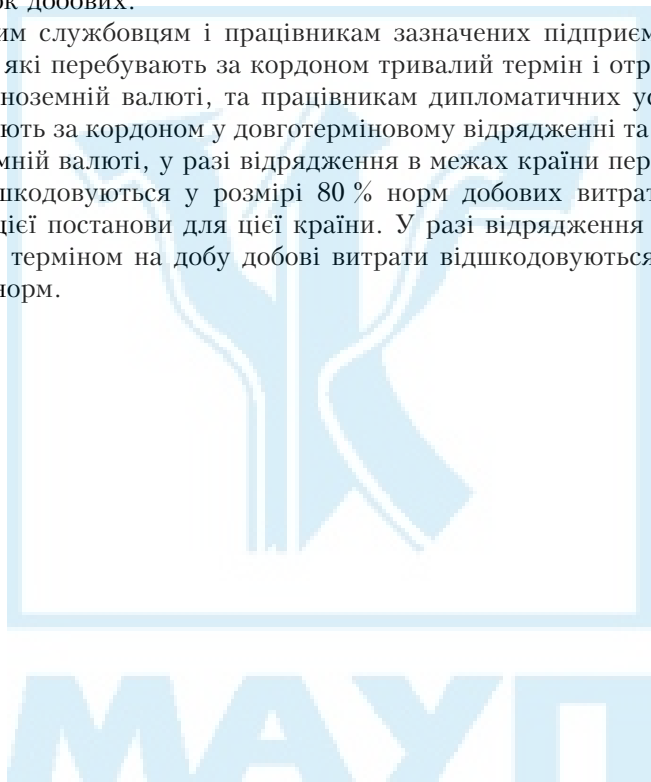 ок добових.
им службовцям і працівникам зазначених підприєм
які перебувають за кордоном тривалий термін і отр
ноземній валюті, та працівникам дипломатичних ус
ють за кордоном у довготерміновому відрядженні та
мній валюті, у разі відрядження в межах країни пер
шкодовуються у розмірі 80 % норм добових витрат
цієї постанови для цієї країни. У разі відрядження
терміном на добу добові витрати відшкодовуються
норм.
МАУП